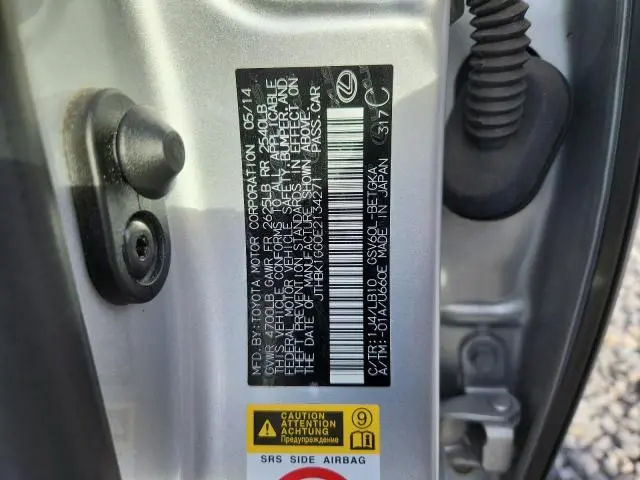 MFD. BY: TOYOTA MOTOR CORPORATION 05/14
GVWR 4700LB GAWR FR 2625LB RR 2540LB
THIS VEHICLE CONFORMS TO ALL APPLICABLE
FEDERAL MOTOR VEHICLE SAFETY, BUMPER, AND
THEFT PREVENTION STANDARDS IN EFFECT ON
THE DATE OF MANUFACTURE SHOWN ABOVE.
JTHBK1GG0E2134271 PASS. CAR
C/TR: 1J4/LB10 GSV60L-BETGKA
A/TM: -01A/U660E MADE IN JAPAN
317
C
CAUTION
ATTENTION
ACHTUNG
Предупреждение
9
SRS SIDE AIRBAG